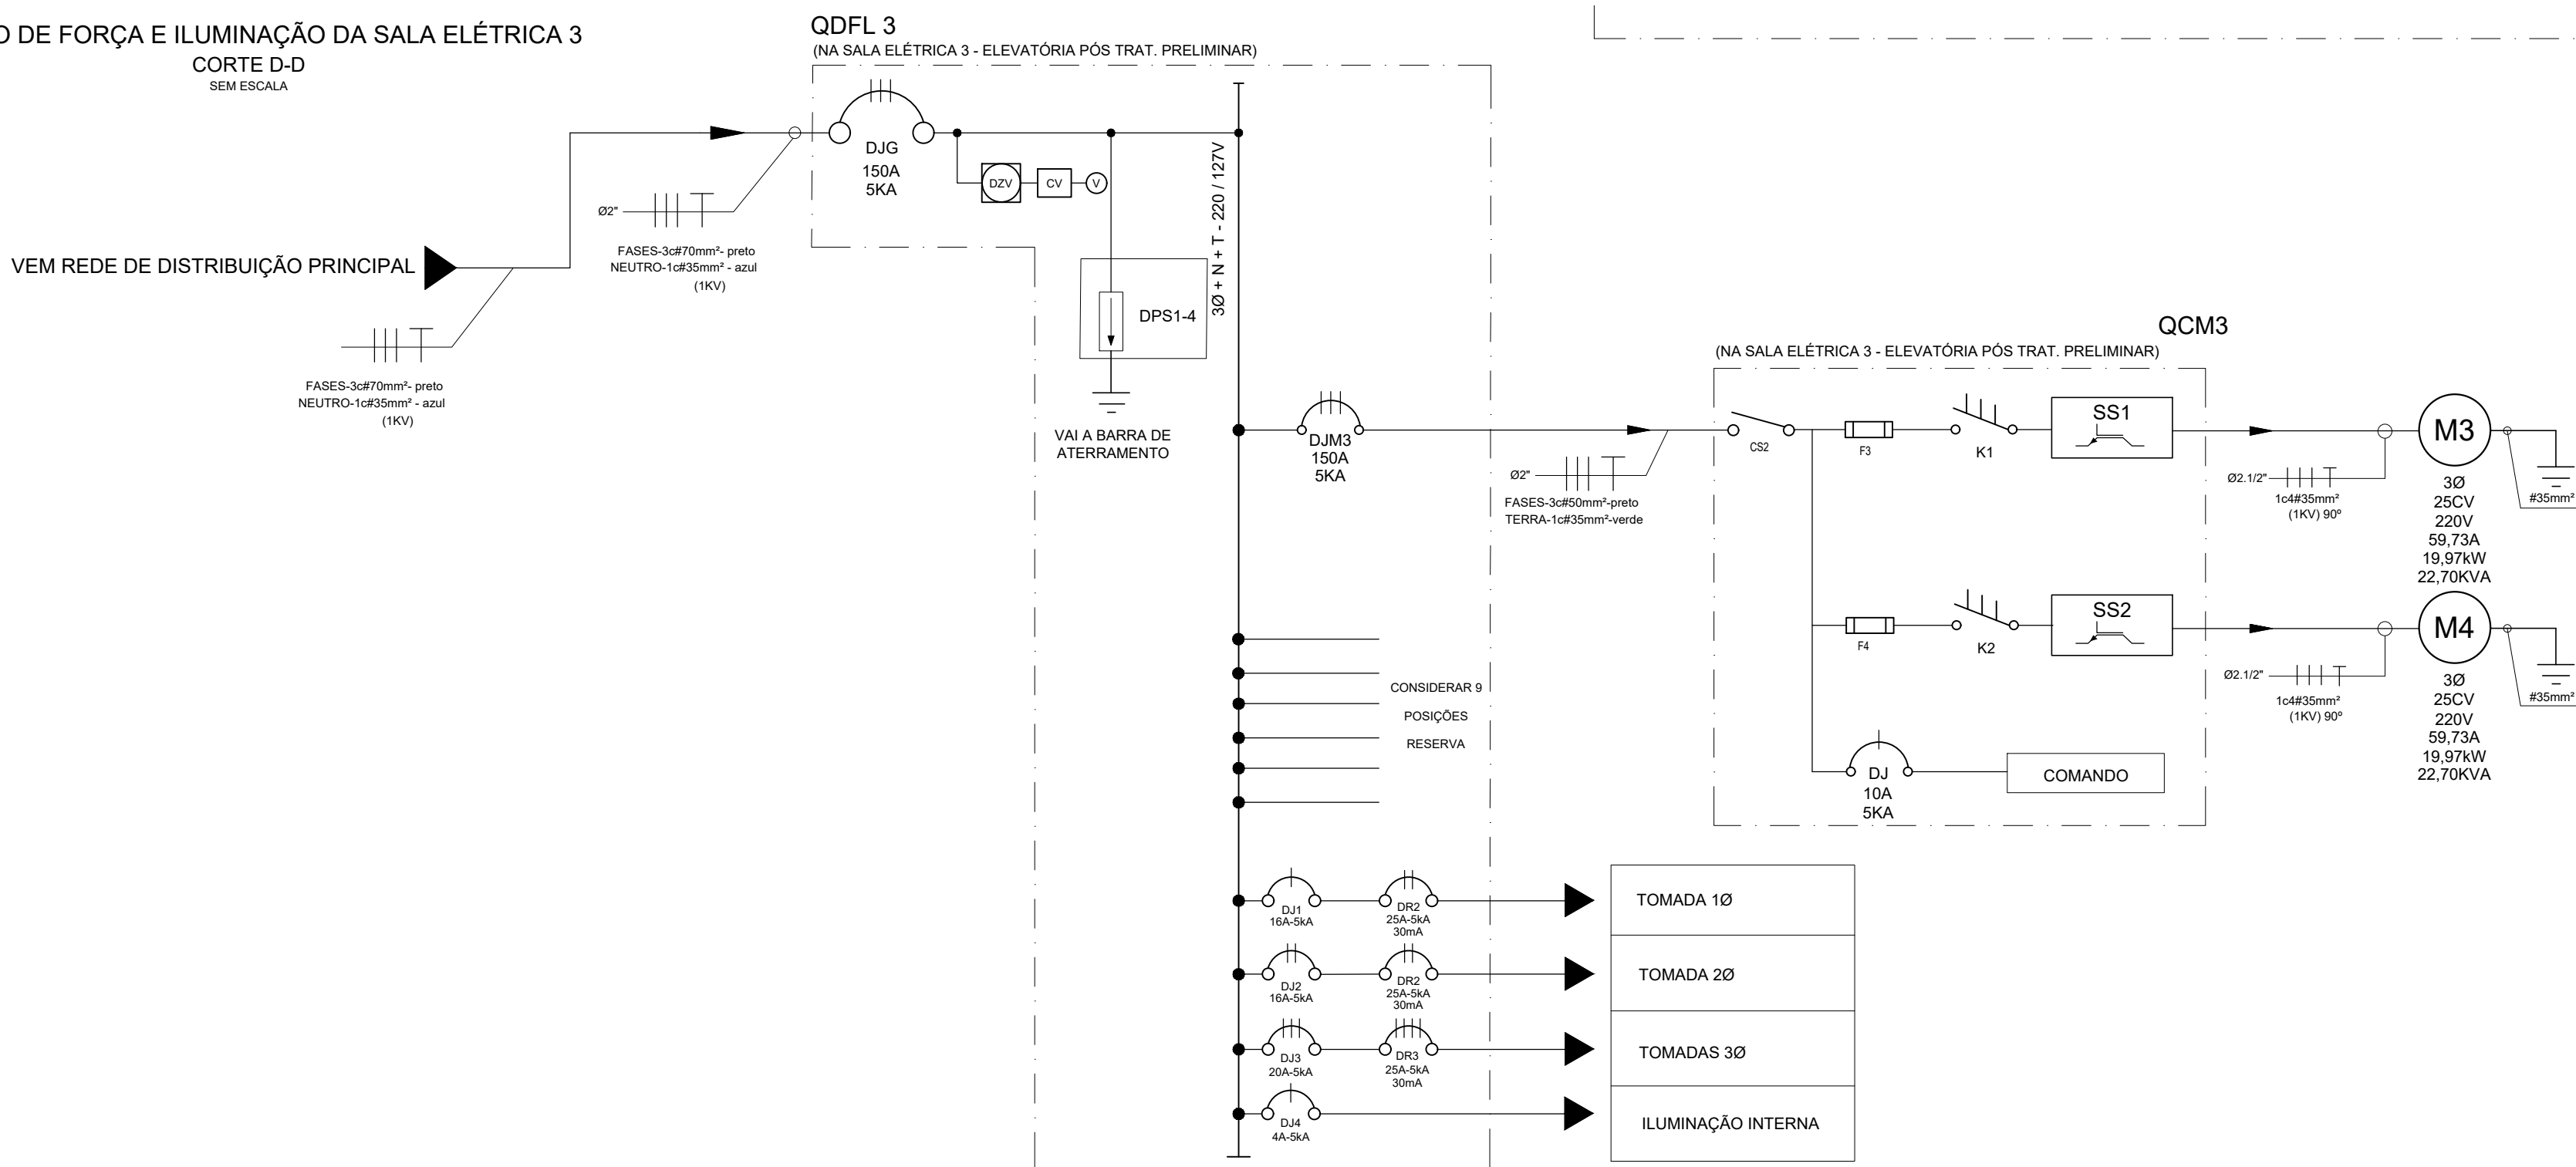 O DE FORÇA E ILUMINAÇÃO DA SALA ELÉTRICA 3
CORTE D-D
SEM ESCALA
QDFL 3
(NA SALA ELÉTRICA 3 - ELEVATÓRIA PÓS TRAT. PRELIMINAR)
DJG
150A
5KA
DZV
CV
V
3Ø + N + T - 220 / 127V
Ø2"
FASES-3c#70mm²- preto
NEUTRO-1c#35mm² - azul
(1KV)
VEM REDE DE DISTRIBUIÇÃO PRINCIPAL
FASES-3c#70mm²- preto
NEUTRO-1c#35mm² - azul
(1KV)
DPS1-4
VAI A BARRA DE
ATERRAMENTO
DJM3
150A
5KA
Ø2"
FASES-3c#50mm²-preto
TERRA-1c#35mm²-verde
QCM3
(NA SALA ELÉTRICA 3 - ELEVATÓRIA PÓS TRAT. PRELIMINAR)
CS2
F3
K1
SS1
Ø2.1/2"
1c4#35mm²
(1KV) 90º
M3
3Ø
25CV
220V
59,73A
19,97kW
22,70KVA
#35mm²
F4
K2
SS2
Ø2.1/2"
1c4#35mm²
(1KV) 90º
M4
3Ø
25CV
220V
59,73A
19,97kW
22,70KVA
#35mm²
DJ
10A
5KA
COMANDO
CONSIDERAR 9
POSIÇÕES
RESERVA
DJ1
16A-5kA
DR2
25A-5kA
30mA
TOMADA 1Ø
DJ2
16A-5kA
DR2
25A-5kA
30mA
TOMADA 2Ø
DJ3
20A-5kA
DR3
25A-5kA
30mA
TOMADAS 3Ø
DJ4
4A-5kA
ILUMINAÇÃO INTERNA